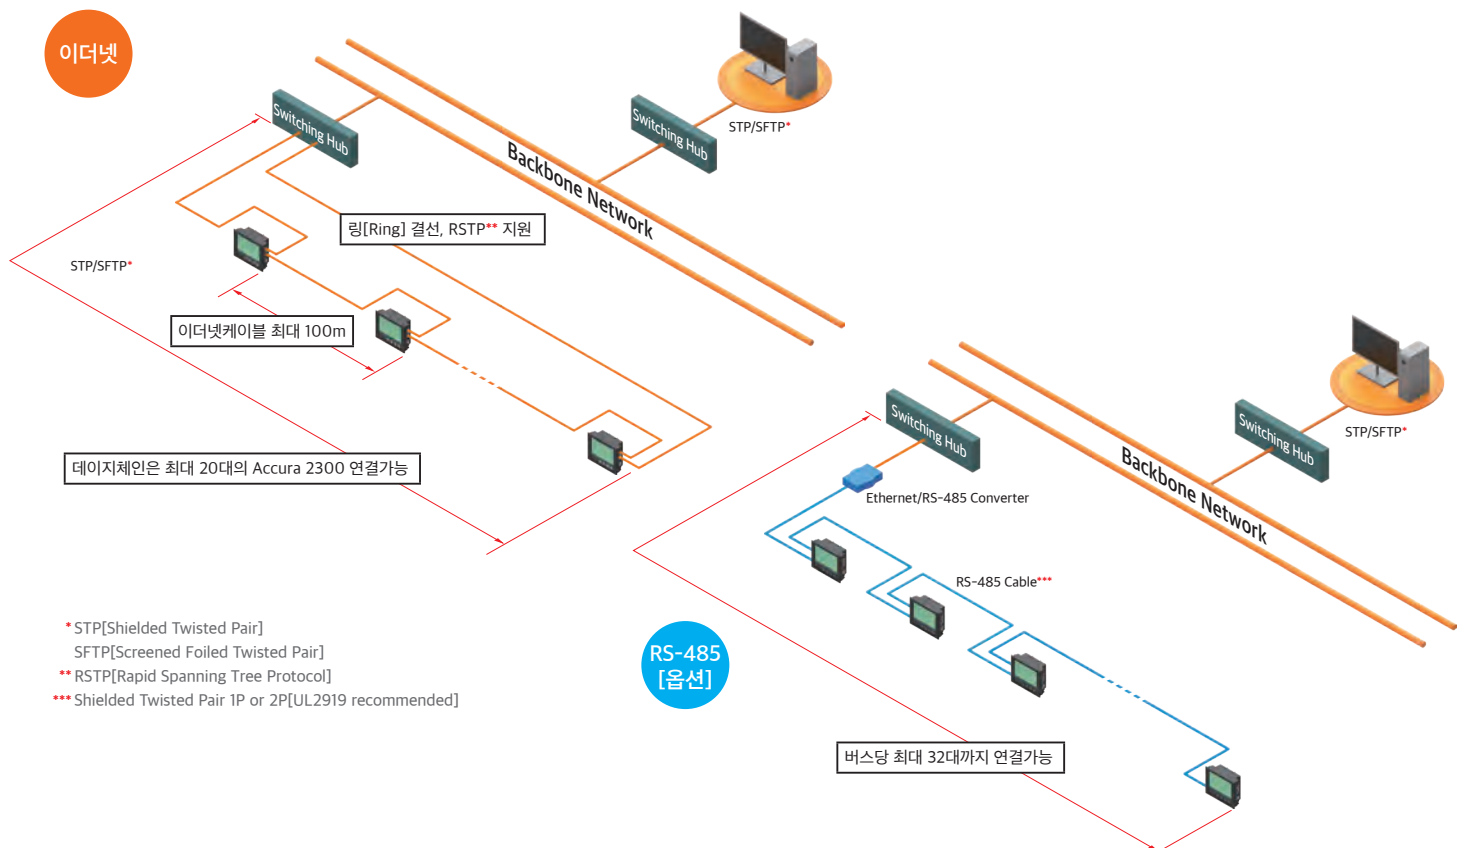 이더넷
Switching Hub
Switching Hub
STP/SFTP*
Backbone Network
링[Ring] 결선, RSTP** 지원
STP/SFTP*
이더넷케이블 최대 100m
데이지체인은 최대 20대의 Accura 2300 연결가능
Switching Hub
Switching Hub
STP/SFTP*
Backbone Network
Ethernet/RS-485 Converter
RS-485 Cable***
RS-485
[옵션]
버스당 최대 32대까지 연결가능
* STP[Shielded Twisted Pair]
SFTP[Screened Foiled Twisted Pair]
** RSTP[Rapid Spanning Tree Protocol]
*** Shielded Twisted Pair 1P or 2P[UL2919 recommended]